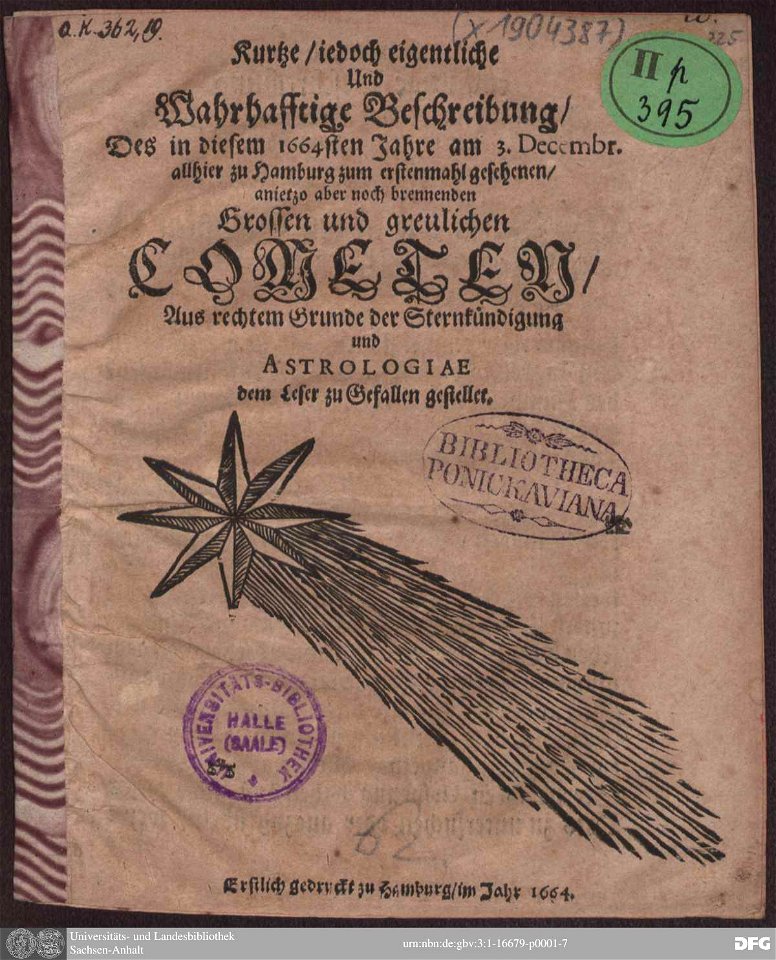 a. K. 362, 19.
(x 1904387)
225
II p
395
Kurtze / iedoch eigentliche
Und
Wahrhafftige Beschreibung /
Des in diesem 1664sten Jahre am 3. Decembr.
allhier zu Hamburg zum erstenmahl gesehenen /
anietzo aber noch brennenden
Grossen und greulichen
COMETEN /
Aus rechtem Grunde der Sternkündigung
und
ASTROLOGIAE
dem Leser zu Gefallen gestellet.
BIBLIOTHECA
PONICKAVIANA
UNIVERSITÄTS-BIBLIOTHEK
HALLE
(SAALE)
Erstlich gedruckt zu Hamburg / im Jahr 1664.
Universitäts- und Landesbibliothek
Sachsen-Anhalt
urn:nbn:de:gbv:3:1-16679-p0001-7
DFG